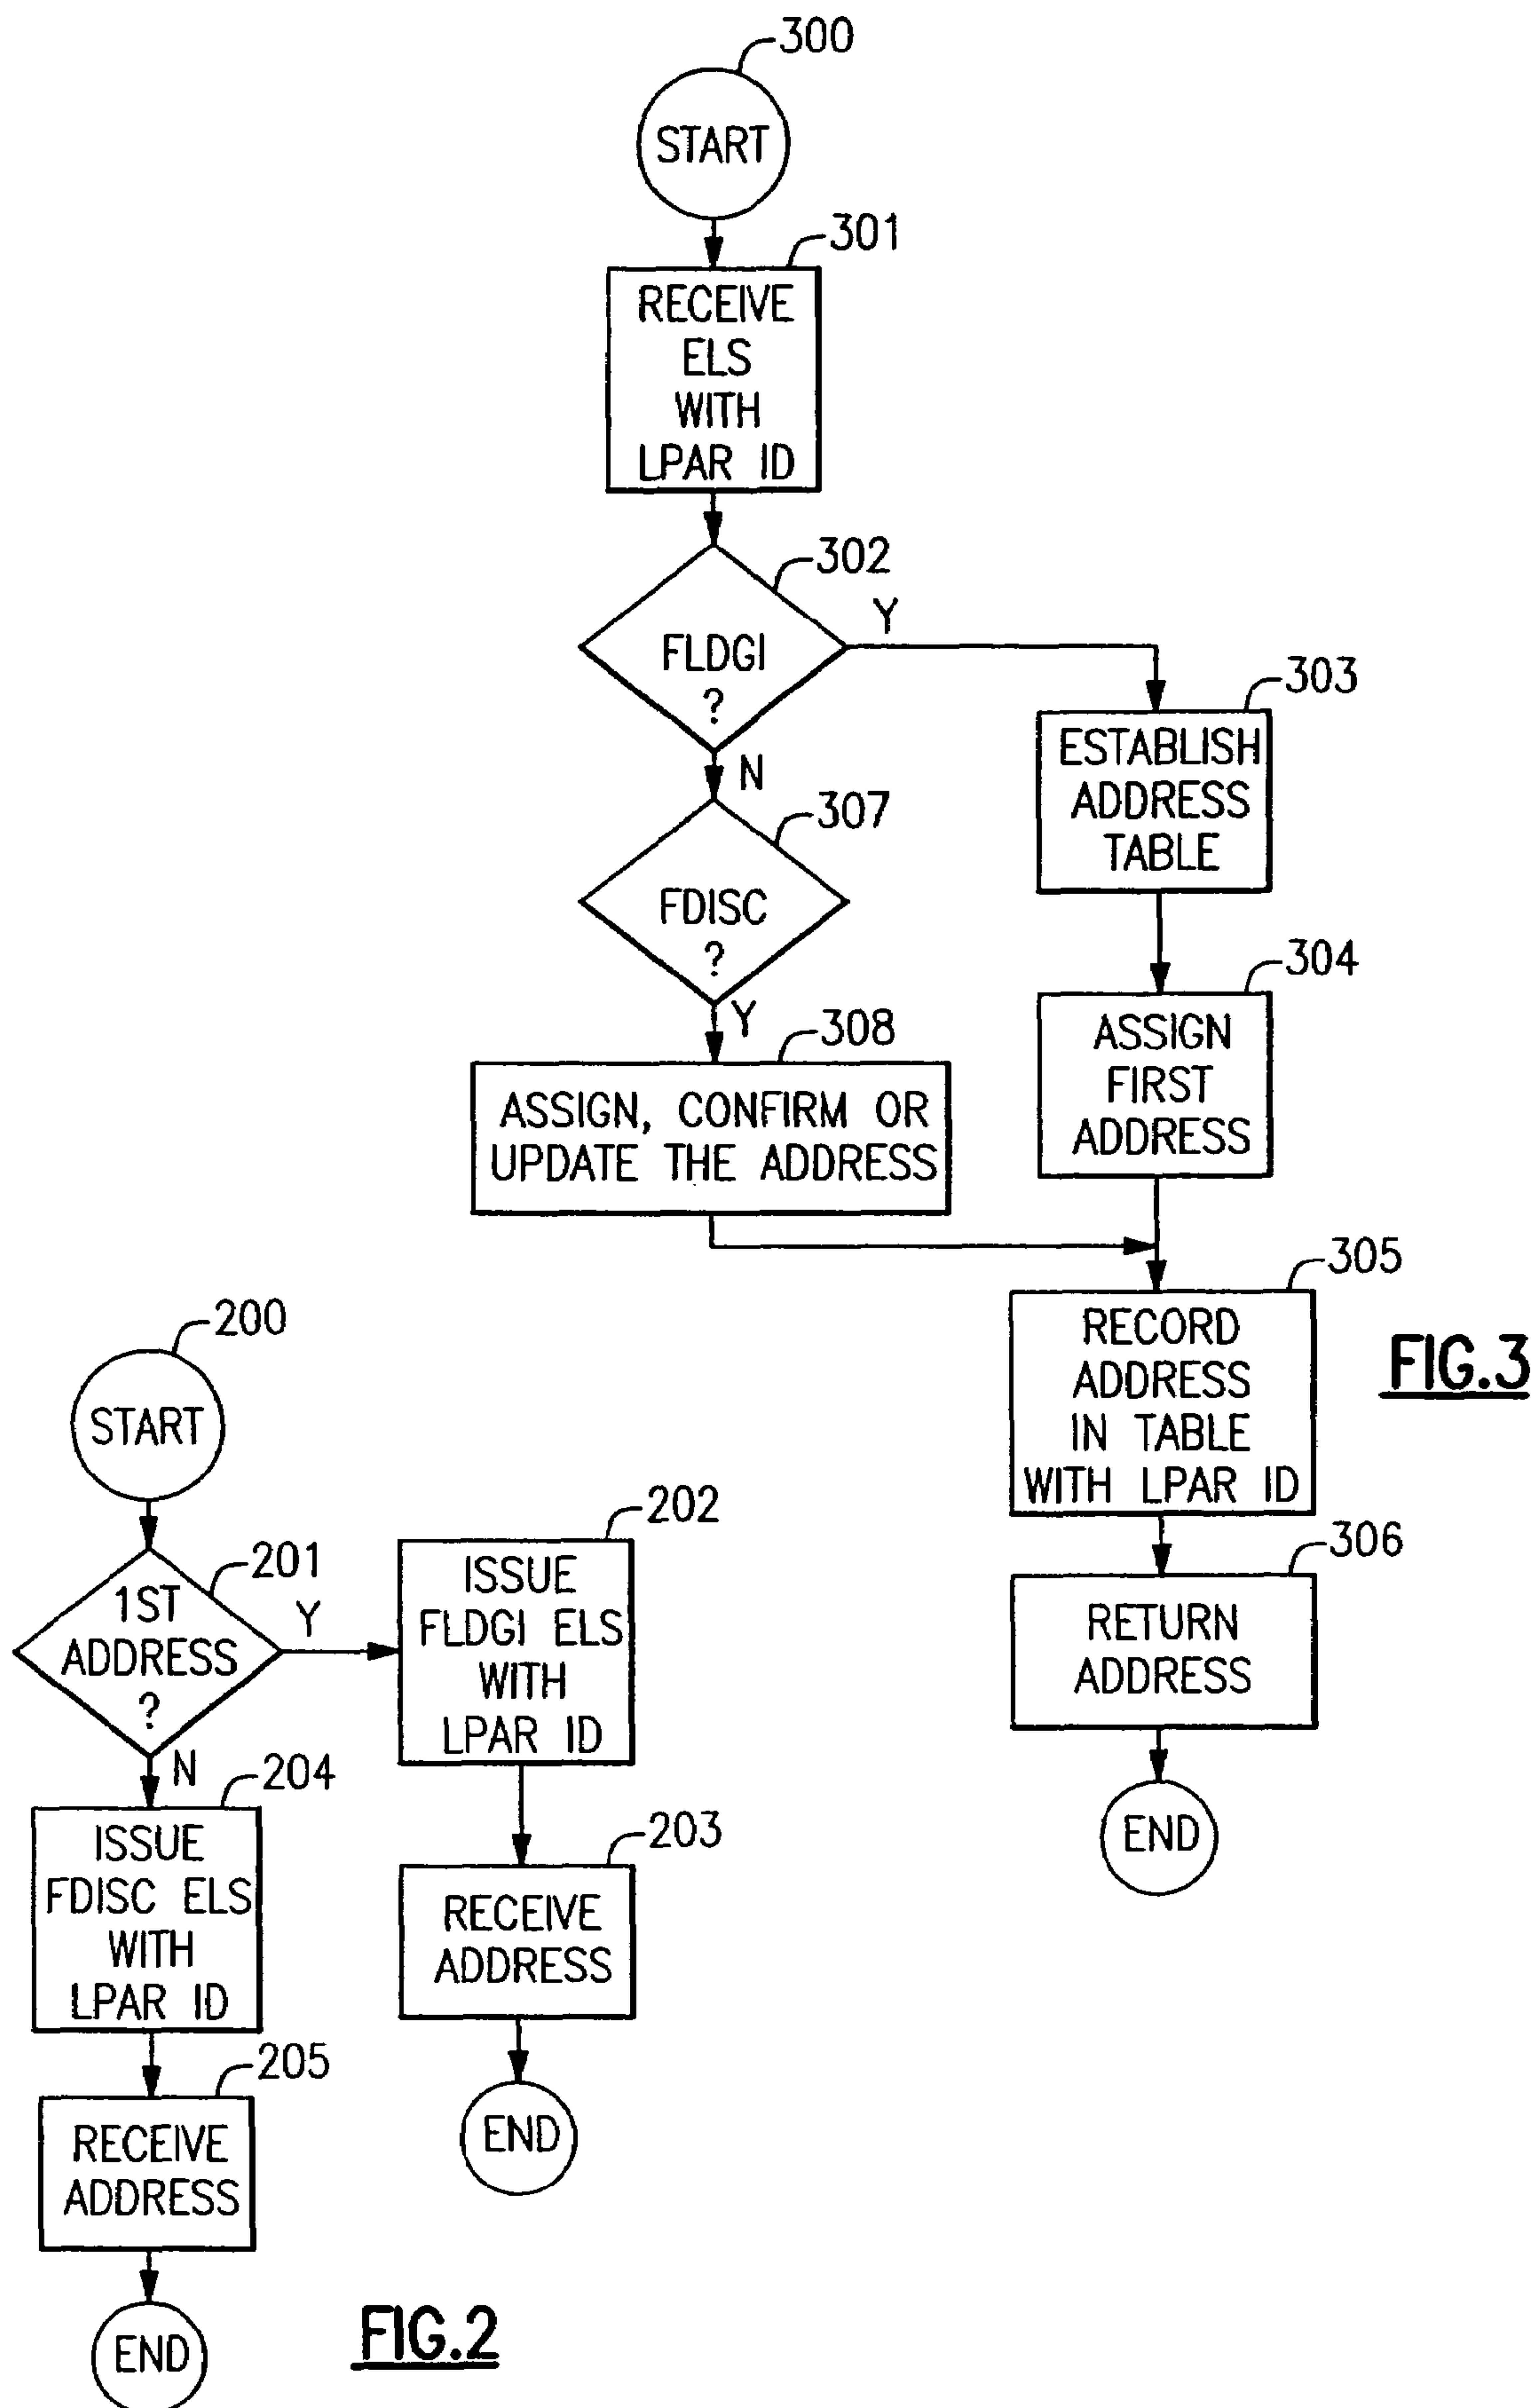 300
START
301
RECEIVE
ELS
WITH
LPAR ID
302
FLDGI
?
Y
N
303
ESTABLISH
ADDRESS
TABLE
307
FDISC
?
Y
304
ASSIGN
FIRST
ADDRESS
308
ASSIGN, CONFIRM OR
UPDATE THE ADDRESS
305
RECORD
ADDRESS
IN TABLE
WITH LPAR ID
306
RETURN
ADDRESS
END
FIG.3
200
START
201
1ST
ADDRESS
?
Y
N
202
ISSUE
FLDGI ELS
WITH
LPAR ID
203
RECEIVE
ADDRESS
END
204
ISSUE
FDISC ELS
WITH
LPAR ID
205
RECEIVE
ADDRESS
END
FIG.2